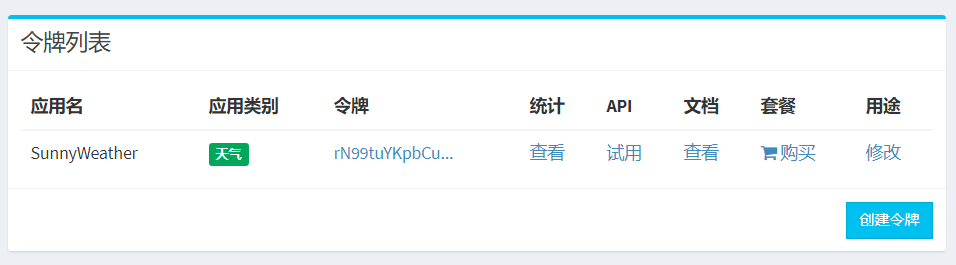 令牌列表
应用名 应用类别 令牌 统计 API 文档 套餐 用途
SunnyWeather 天气 rN99tuYKpbCu... 查看 试用 查看 购买 修改
创建令牌